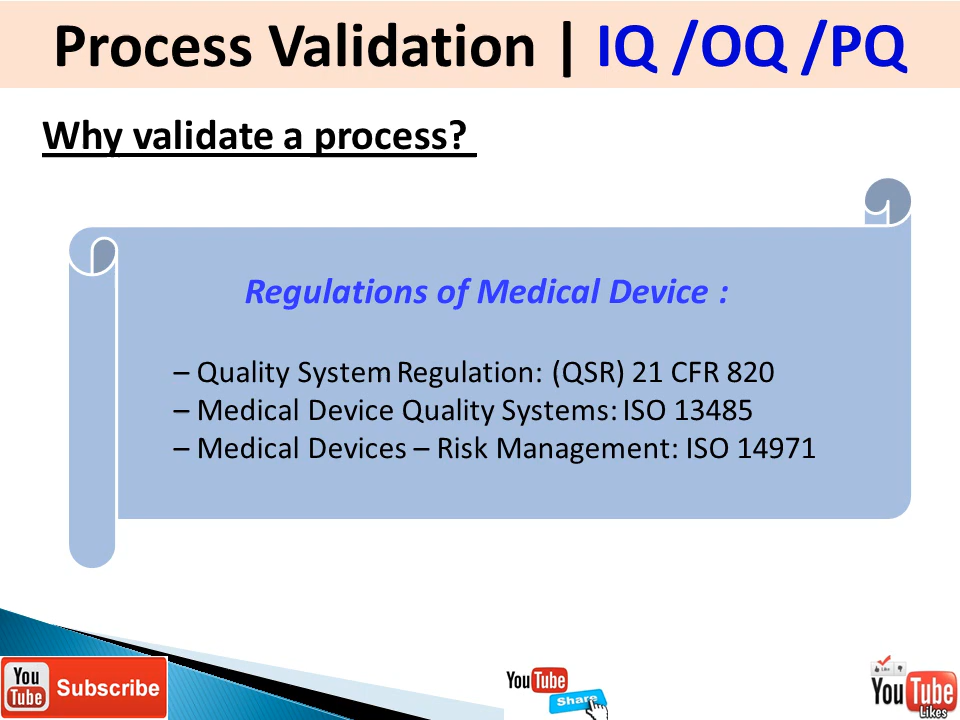 Process Validation | IQ /OQ /PQ
Why validate a process?
Regulations of Medical Device :
– Quality System Regulation: (QSR) 21 CFR 820
– Medical Device Quality Systems: ISO 13485
– Medical Devices – Risk Management: ISO 14971
You
Tube
Subscribe
YouTube
Share
YouTube
Likes